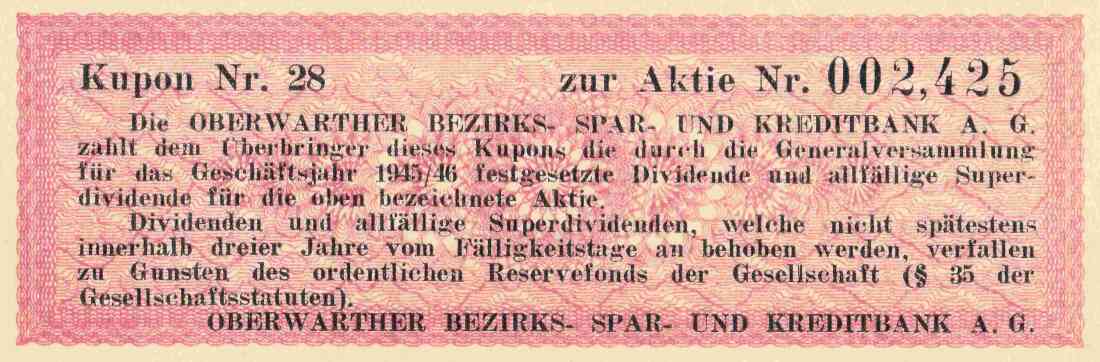 Kupon Nr. 28 zur Aktie Nr. 002,425
Die OBERWARTHER BEZIRKS- SPAR- UND KREDITBANK A. G.
zahlt dem Überbringer dieses Kupons die durch die Generalversammlung
für das Geschäftsjahr 1945/46 festgesetzte Dividende und allfällige Super-
dividende für die oben bezeichnete Aktie.
Dividenden und allfällige Superdividenden, welche nicht spätestens
innerhalb dreier Jahre vom Fälligkeitstage an behoben werden, verfallen
zu Gunsten des ordentlichen Reservefonds der Gesellschaft (§ 35 der
Gesellschaftsstatuten).
OBERWARTHER BEZIRKS- SPAR- UND KREDITBANK A. G.